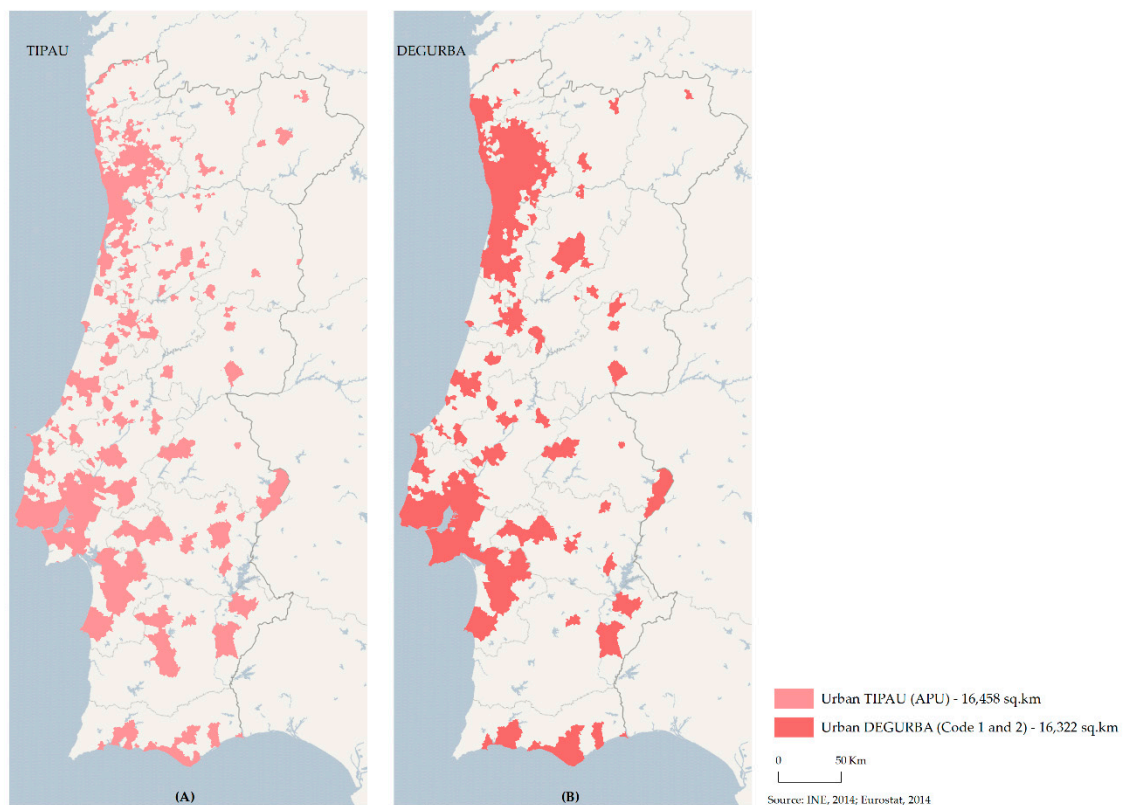 TIPAU
DEGURBA
Urban TIPAU (APU) - 16,458 sq.km
Urban DEGURBA (Code 1 and 2) - 16,322 sq.km
0 50 Km
Source: INE, 2014; Eurostat, 2014
(A)
(B)